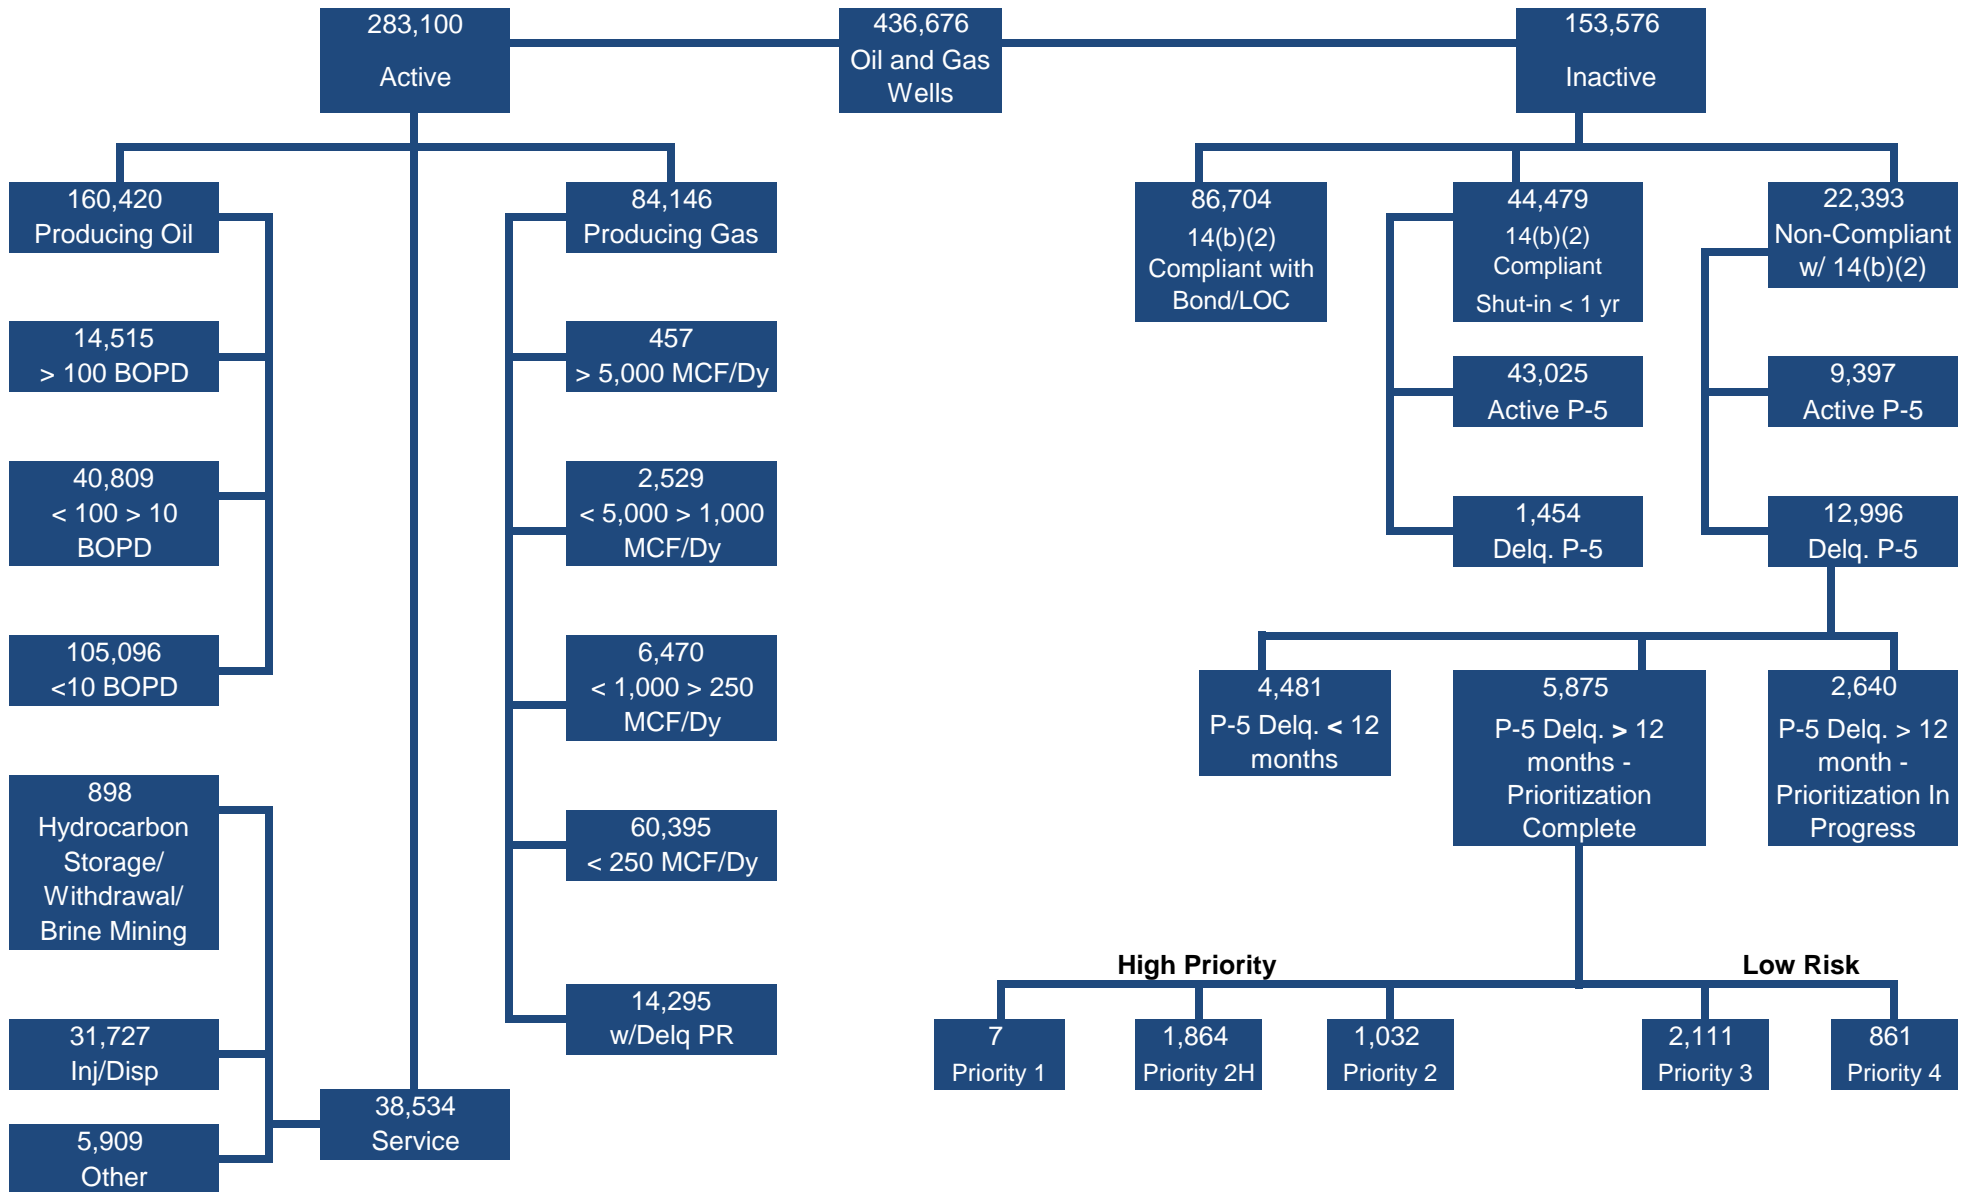 283,100
Active
436,676
Oil and Gas
Wells
153,576
Inactive
160,420
Producing Oil
84,146
Producing Gas
86,704
14(b)(2)
Compliant with
Bond/LOC
44,479
14(b)(2)
Compliant
Shut-in < 1 yr
22,393
Non-Compliant
w/ 14(b)(2)
14,515
> 100 BOPD
457
> 5,000 MCF/Dy
43,025
Active P-5
9,397
Active P-5
40,809
< 100 > 10
BOPD
2,529
< 5,000 > 1,000
MCF/Dy
1,454
Delq. P-5
12,996
Delq. P-5
105,096
<10 BOPD
6,470
< 1,000 > 250
MCF/Dy
4,481
P-5 Delq. < 12
months
5,875
P-5 Delq. > 12
months -
Prioritization
Complete
2,640
P-5 Delq. > 12
month -
Prioritization In
Progress
898
Hydrocarbon
Storage/
Withdrawal/
Brine Mining
60,395
< 250 MCF/Dy
High Priority
Low Risk
14,295
w/Delq PR
31,727
Inj/Disp
7
Priority 1
1,864
Priority 2H
1,032
Priority 2
2,111
Priority 3
861
Priority 4
38,534
Service
5,909
Other